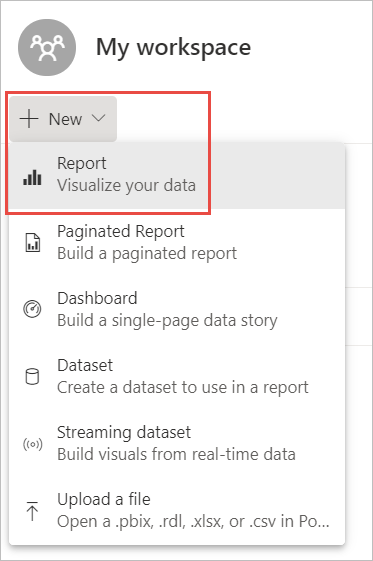 My workspace
New
Report
Visualize your data
Paginated Report
Build a paginated report
Dashboard
Build a single-page data story
Dataset
Create a dataset to use in a report
Streaming dataset
Build visuals from real-time data
Upload a file
Open a .pbix, .rdl, .xlsx, or .csv in Po...